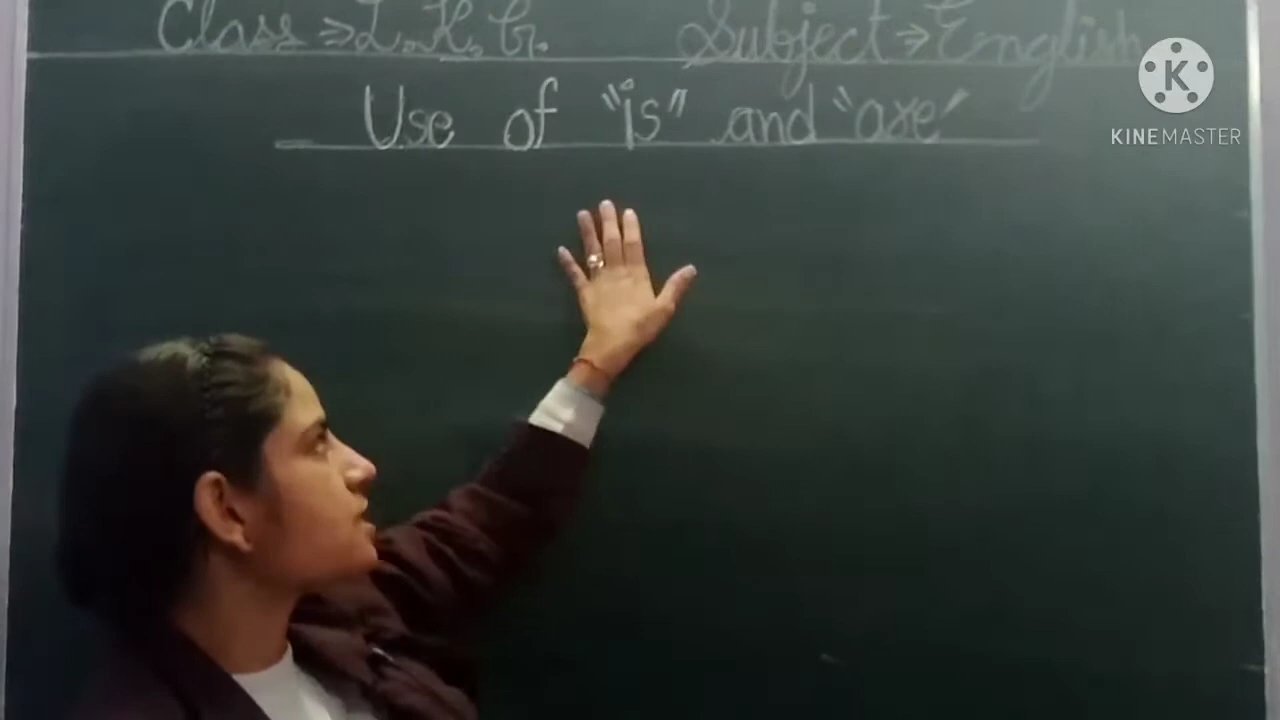 Class ⇒ L.K.G. Subject ⇒ English
Use of "is" and "are"
KINEMASTER